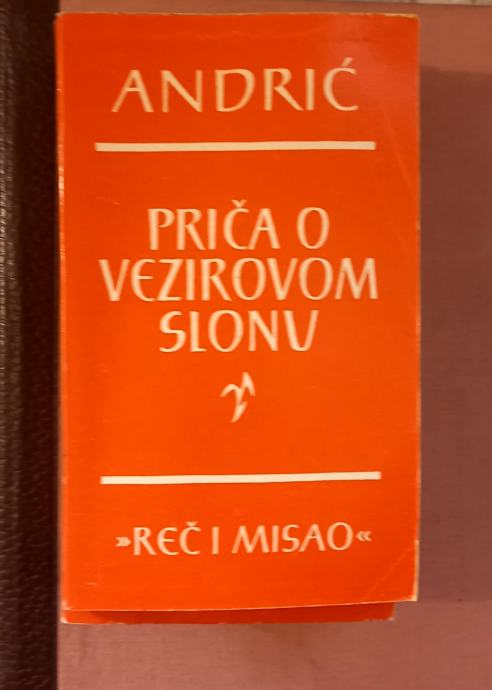 ANDRIĆ
PRIČA O
VEZIROVOM
SLONU
»REČ I MISAO«